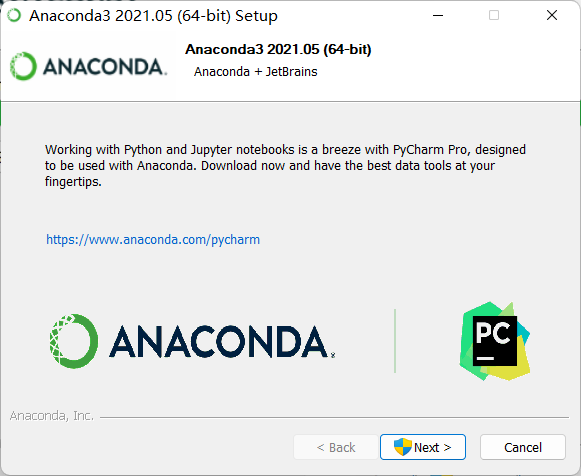 Anaconda3 2021.05 (64-bit) Setup
Anaconda3 2021.05 (64-bit)
Anaconda + JetBrains
ANACONDA.
Working with Python and Jupyter notebooks is a breeze with PyCharm Pro, designed
to be used with Anaconda. Download now and have the best data tools at your
fingertips.
https://www.anaconda.com/pycharm
ANACONDA.
PC
Anaconda, Inc.
< Back
Next >
Cancel